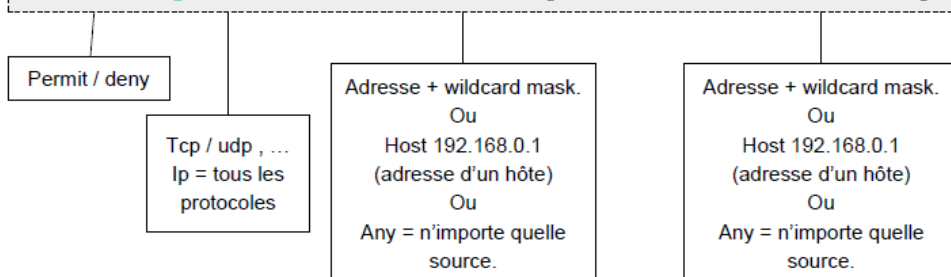 Permit / deny
Tcp / udp , …
Ip = tous les
protocoles
Adresse + wildcard mask.
Ou
Host 192.168.0.1
(adresse d’un hôte)
Ou
Any = n’importe quelle
source.
Adresse + wildcard mask.
Ou
Host 192.168.0.1
(adresse d’un hôte)
Ou
Any = n’importe quelle
source.